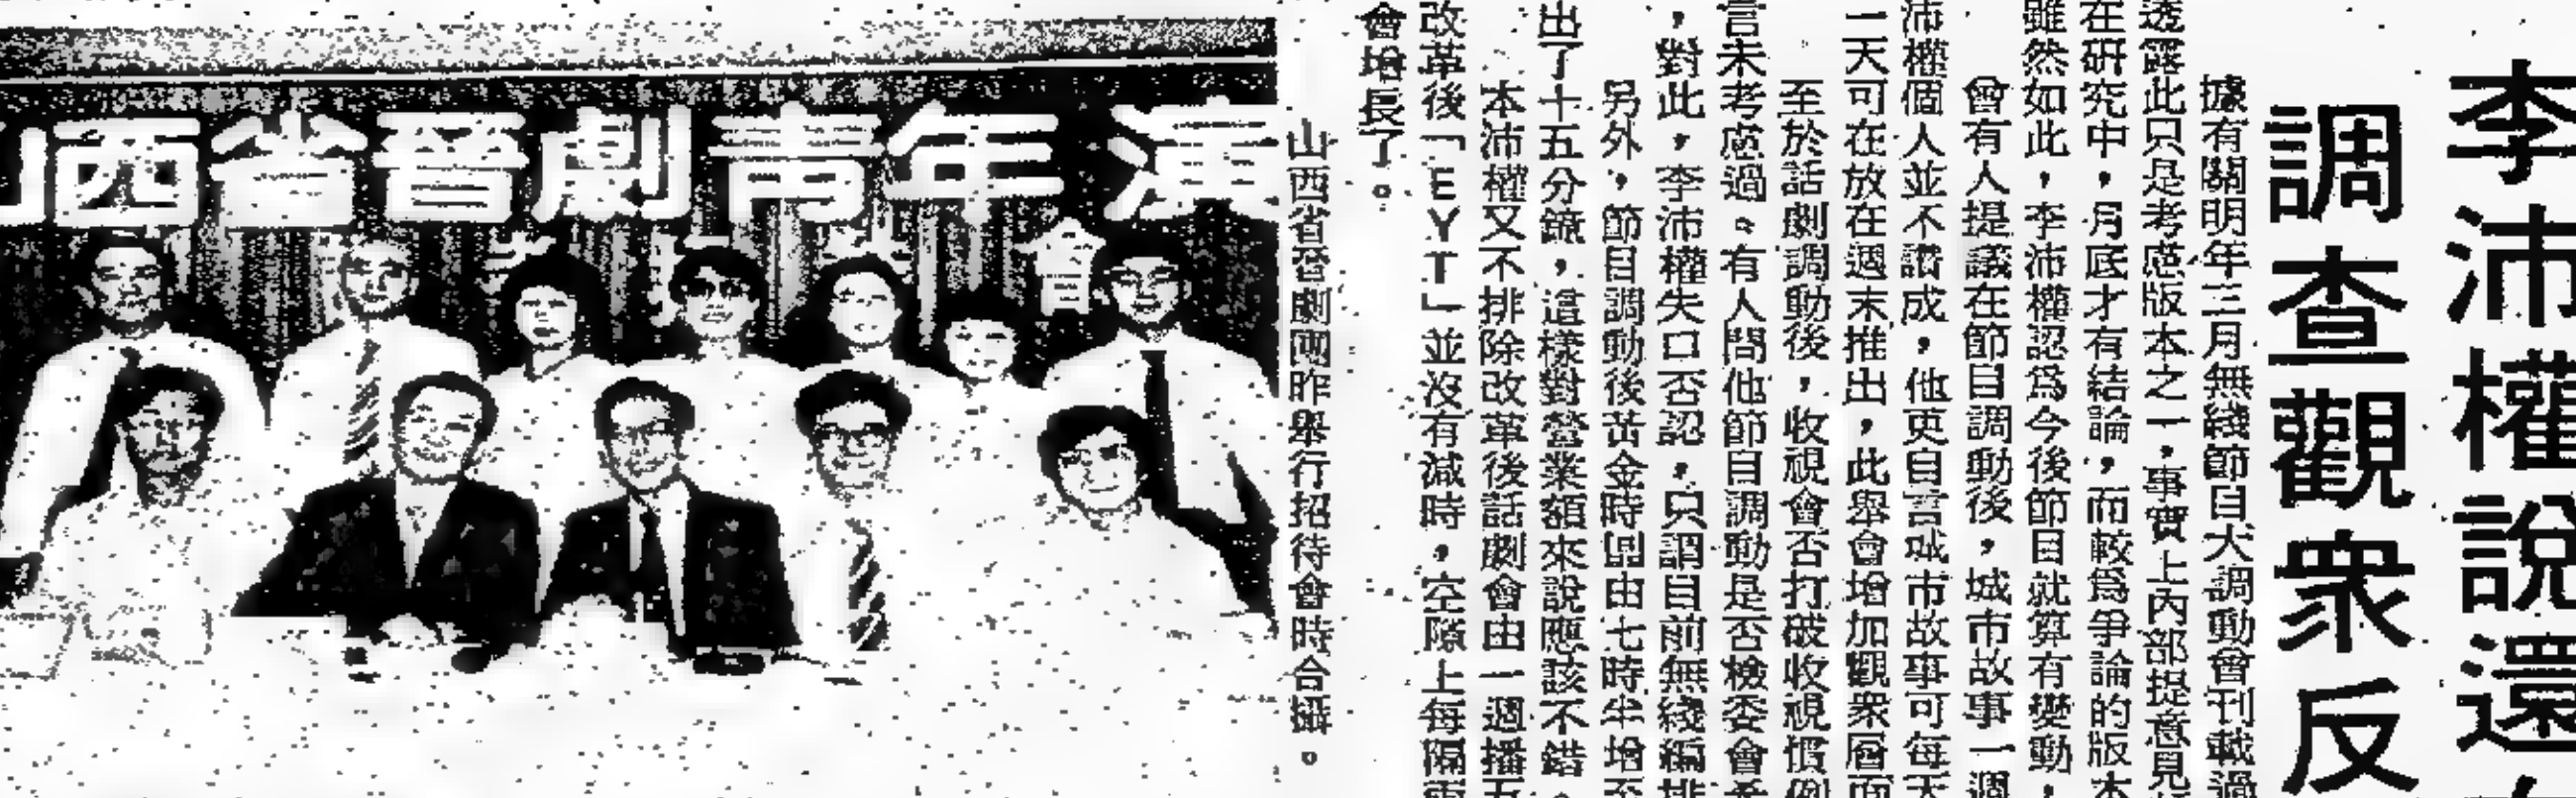 李沛權說還
調查觀衆反
據有關明年三月無綫節目大調動會刊載過
透露此只是考慮版本之一，事實上內部提意見
在研究中，月底才有結論，而較爲爭論的版本
雖然如此，李沛權認爲今後節目就算有變動，
曾有人提議在節目調動後，城市故事一週
沛權個人並不讚成，他更自言城市故事可每天
二天可在放在週末推出，此舉會增加觀衆層面
至於話劇調動後，收視會否打破收視慣例
言未考慮過。有人問他節目調動是否檢委會希
，對此，李沛權失口否認，只謂目前無綫編排
另外，節目調動後黃金時間由七時半增至
出了十五分鐘，這樣對營業額來說應該不錯。
本沛權又不排除改革後話劇會由一週播五
改革後「EYT」並沒有減時，空隙上每隔兩
會增長了。
山西省晉劇青年演
會
山西省晉劇團昨舉行招待會時合攝。